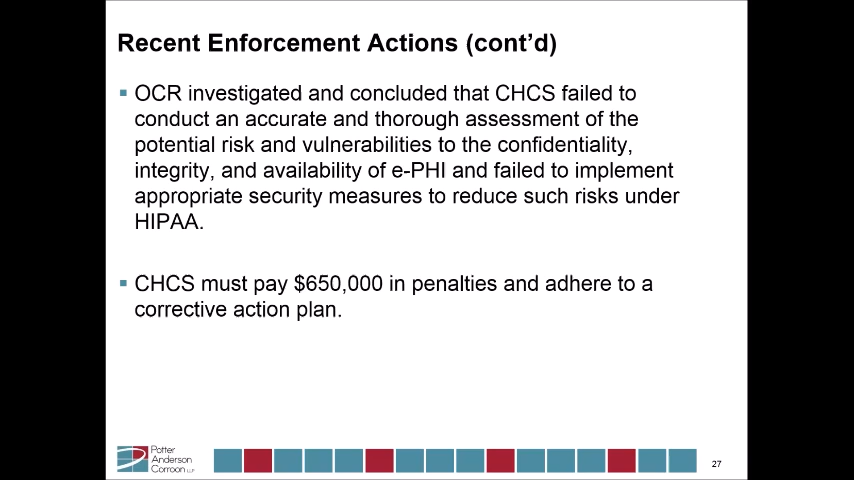 Recent Enforcement Actions (cont’d)
OCR investigated and concluded that CHCS failed to
conduct an accurate and thorough assessment of the
potential risk and vulnerabilities to the confidentiality,
integrity, and availability of e-PHI and failed to implement
appropriate security measures to reduce such risks under
HIPAA.
CHCS must pay $650,000 in penalties and adhere to a
corrective action plan.
Potter
Anderson
Corroon LLP
27